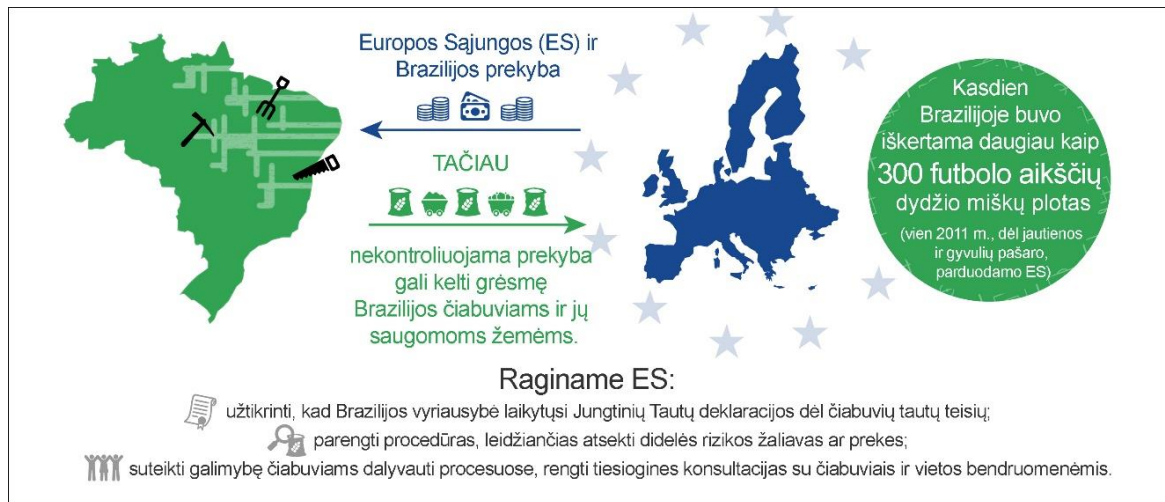 Europos Sąjungos (ES) ir
Brazilijos prekyba
TAČIAU
nekontroliuojama prekyba
gali kelti grėsmę
Brazilijos čiabuviams ir jų
saugomoms žemėms.
Kasdien
Brazilijoje buvo
iškertama daugiau kaip
300 futbolo aikščių
dydžio miškų plotas
(vien 2011 m., dėl jautienos
ir gyvulių pašaro,
parduodamo ES)
Raginame ES:
užtikrinti, kad Brazilijos vyriausybė laikytųsi Jungtinių Tautų deklaracijos dėl čiabuvių tautų teisių;
parengti procedūras, leidžiančias atsekti didelės rizikos žaliavas ar prekes;
suteikti galimybę čiabuviams dalyvauti procesuose, rengti tiesiogines konsultacijas su čiabuviais ir vietos bendruomenėmis.